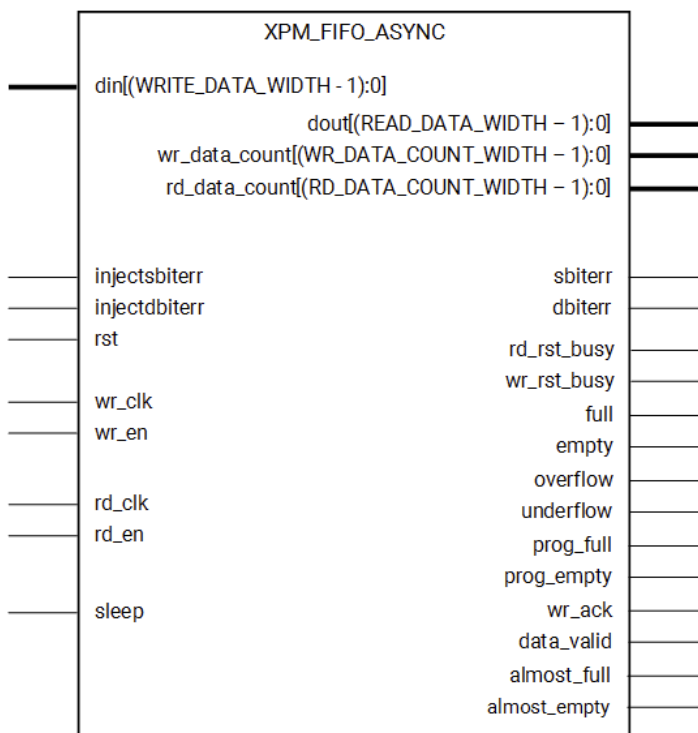 XPM_FIFO_ASYNC
din[(WRITE_DATA_WIDTH - 1):0]
dout[(READ_DATA_WIDTH – 1):0]
wr_data_count[(WR_DATA_COUNT_WIDTH – 1):0]
rd_data_count[(RD_DATA_COUNT_WIDTH – 1):0]
injectsbiterr
sbiterr
injectdbiterr
dbiterr
rst
rd_rst_busy
wr_rst_busy
wr_clk
full
wr_en
empty
overflow
rd_clk
underflow
rd_en
prog_full
prog_empty
sleep
wr_ack
data_valid
almost_full
almost_empty